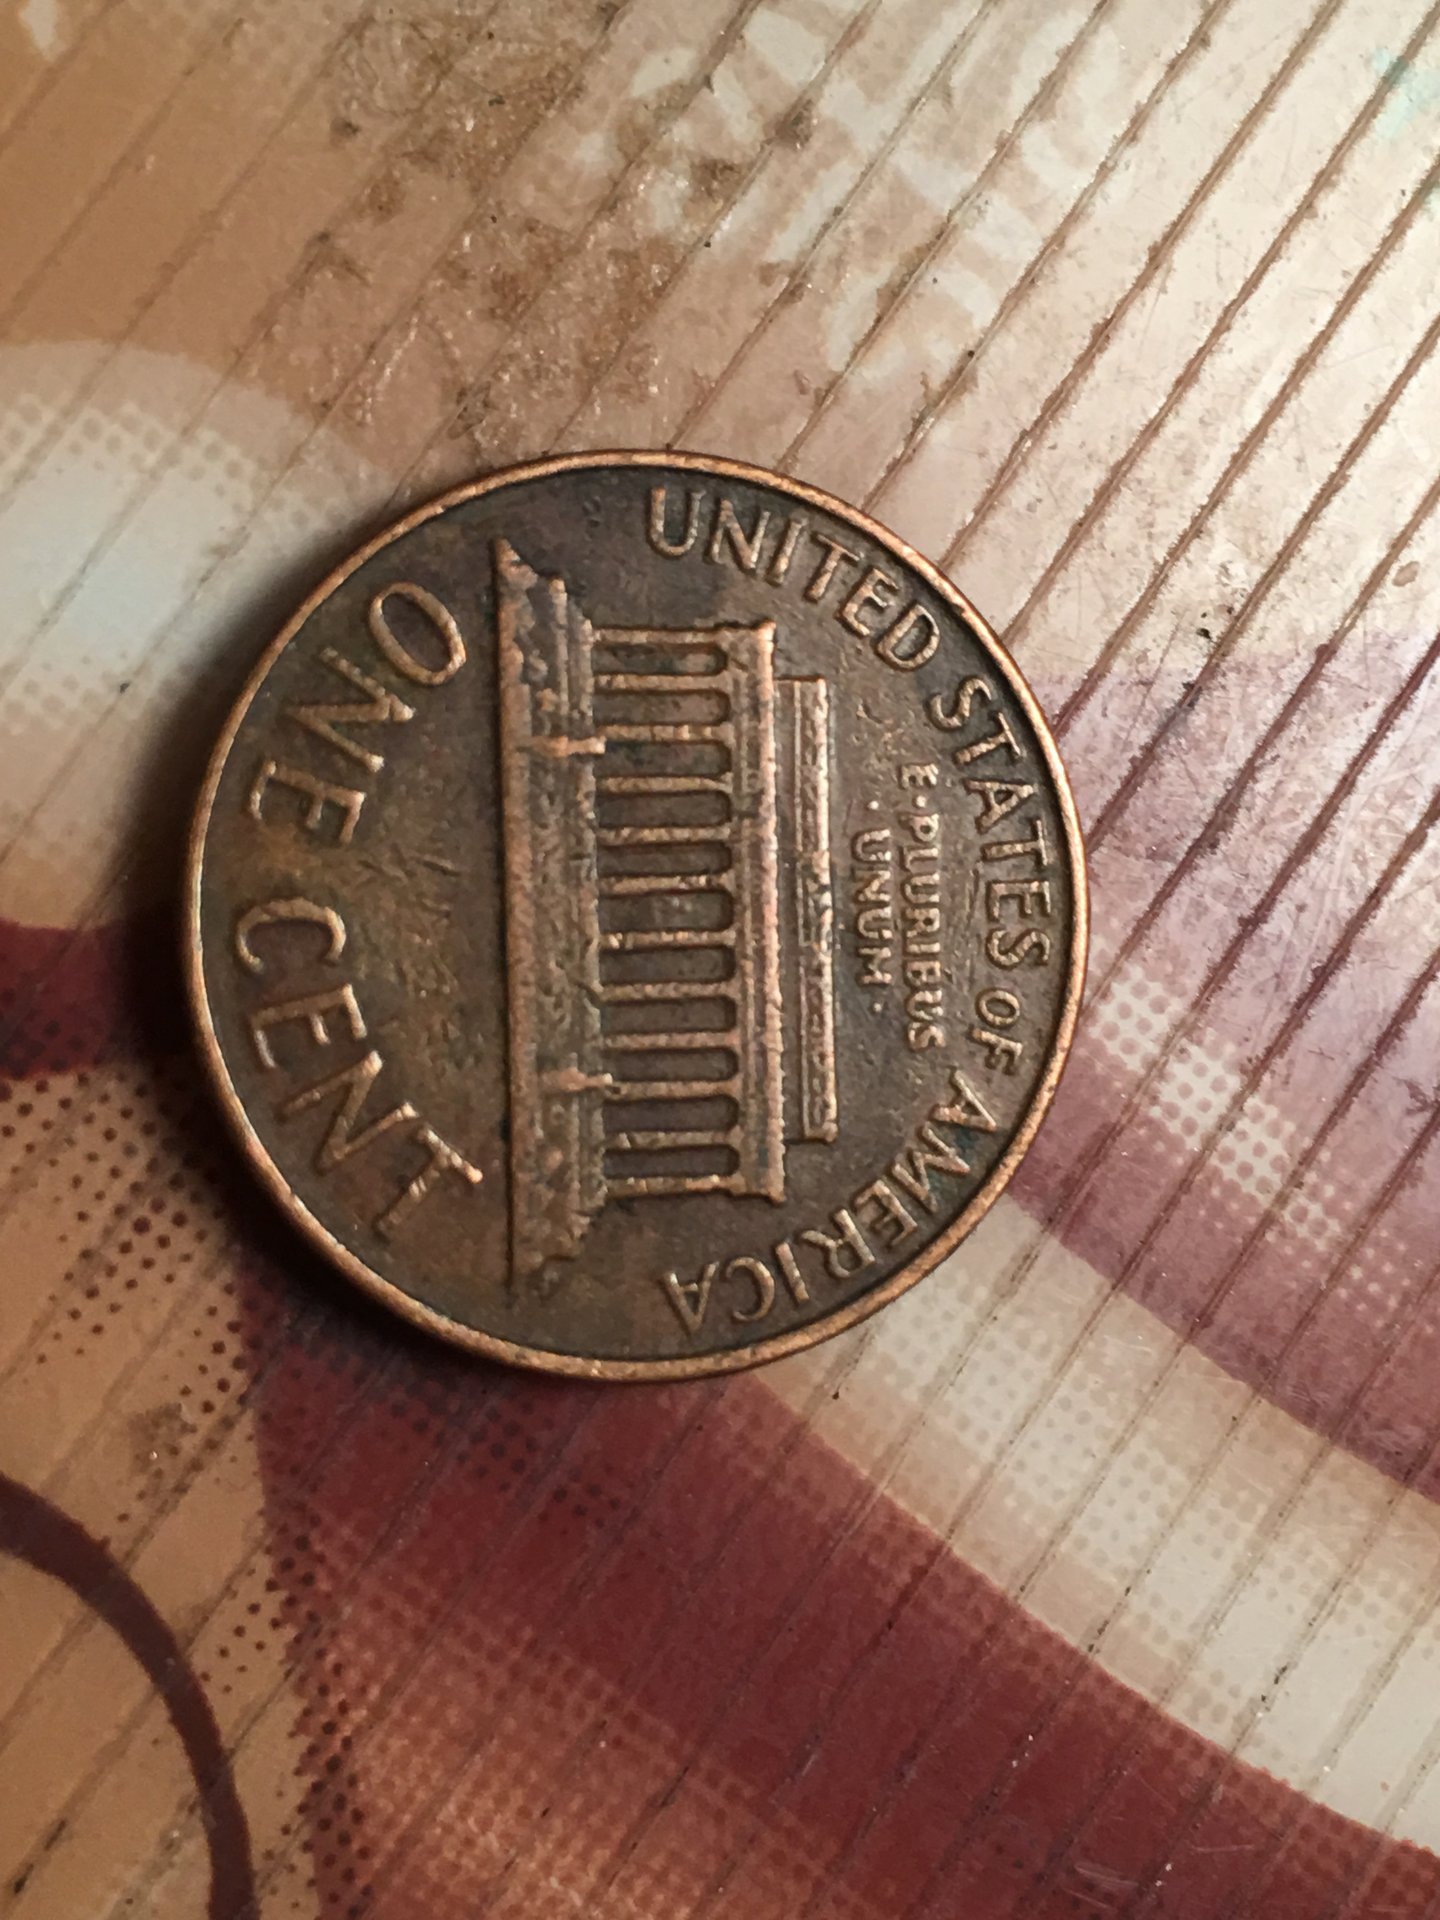 UNITED STATES OF AMERICA
E·PLURIBUS
·UNUM·
ONE CENT